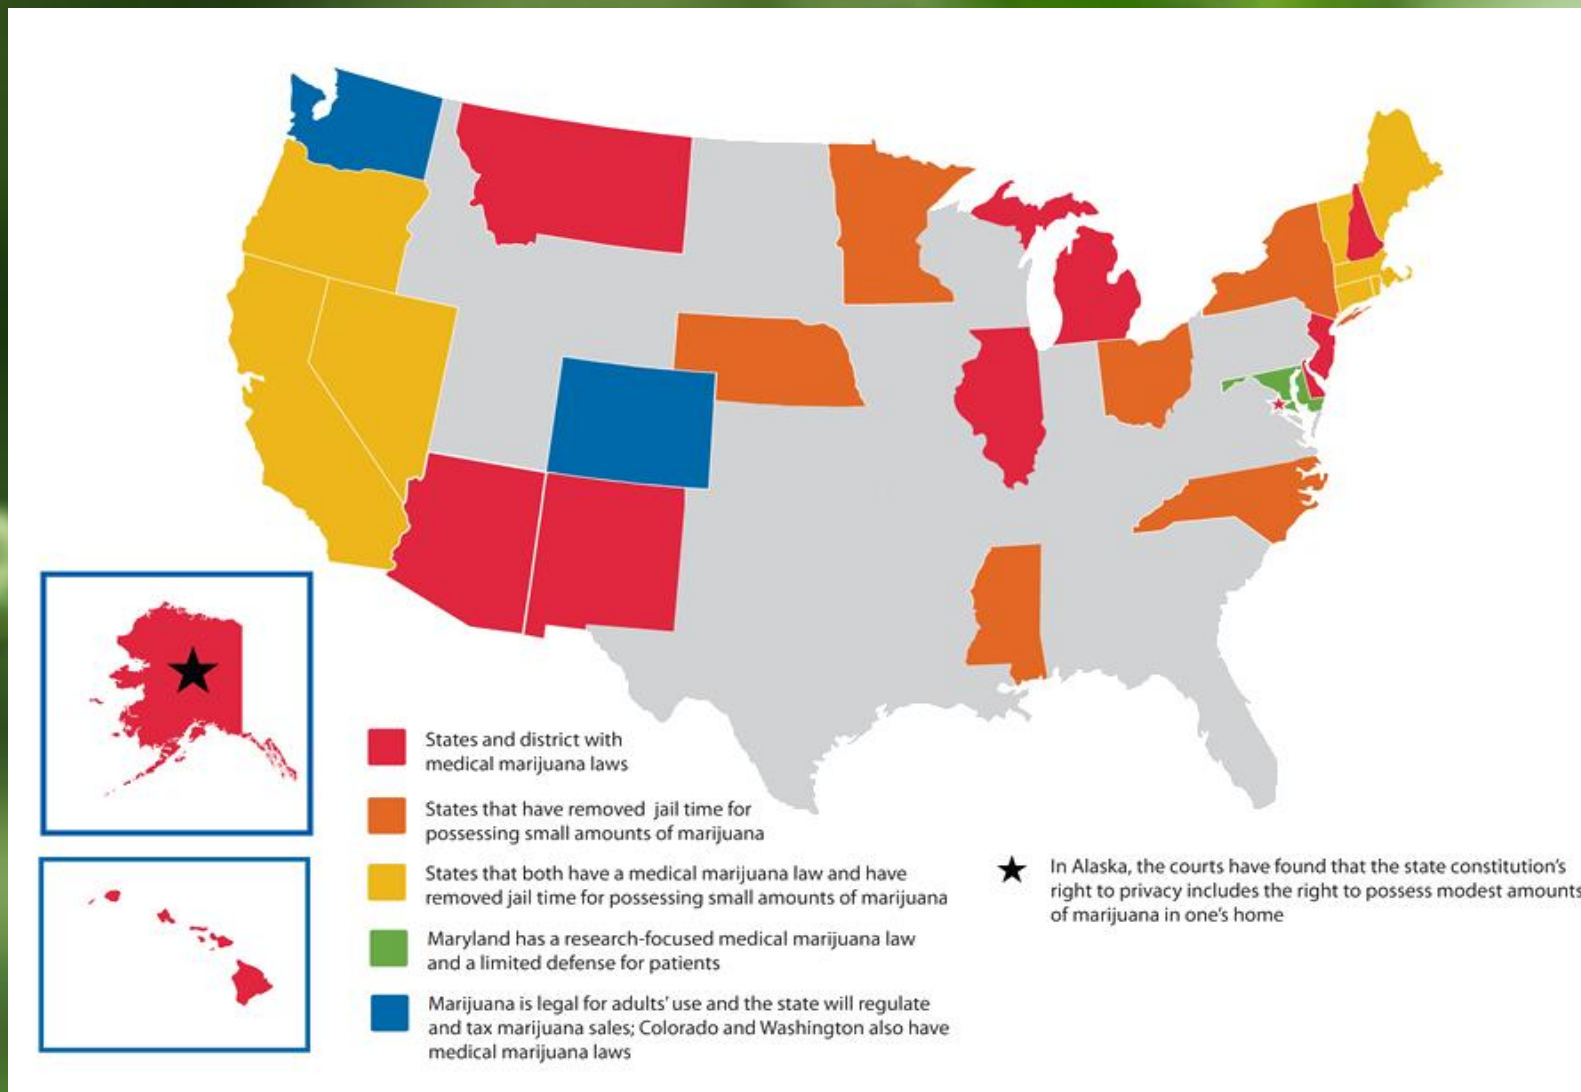 States and district with
medical marijuana laws
States that have removed jail time for
possessing small amounts of marijuana
States that both have a medical marijuana law and have
removed jail time for possessing small amounts of marijuana
Maryland has a research-focused medical marijuana law
and a limited defense for patients
Marijuana is legal for adults' use and the state will regulate
and tax marijuana sales; Colorado and Washington also have
medical marijuana laws
In Alaska, the courts have found that the state constitution's
right to privacy includes the right to possess modest amounts
of marijuana in one's home